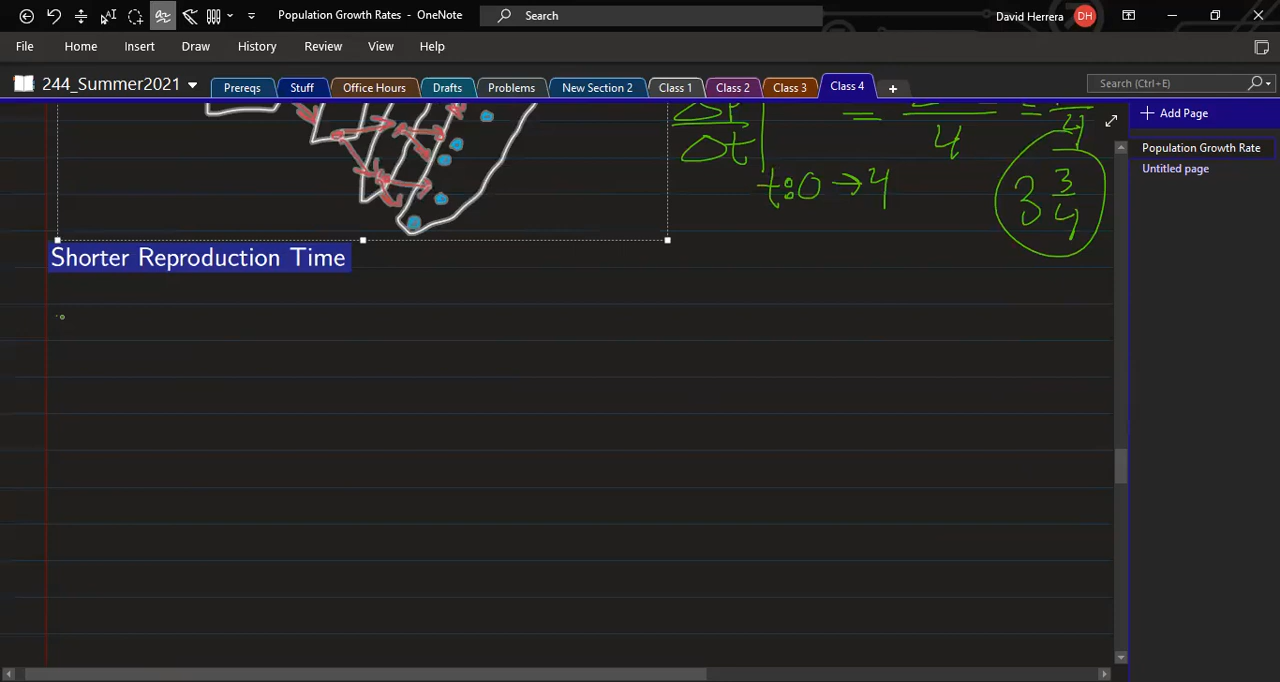 Population Growth Rates - OneNote
Search
David Herrera
DH
File Home Insert Draw History Review View Help
244_Summer2021
Prereqs Stuff Office Hours Drafts Problems New Section 2 Class 1 Class 2 Class 3 Class 4
Search (Ctrl+E)
Add Page
Population Growth Rate
Untitled page
Δt
=
4
=
4
t:0 → 4
3 3/4
Shorter Reproduction Time